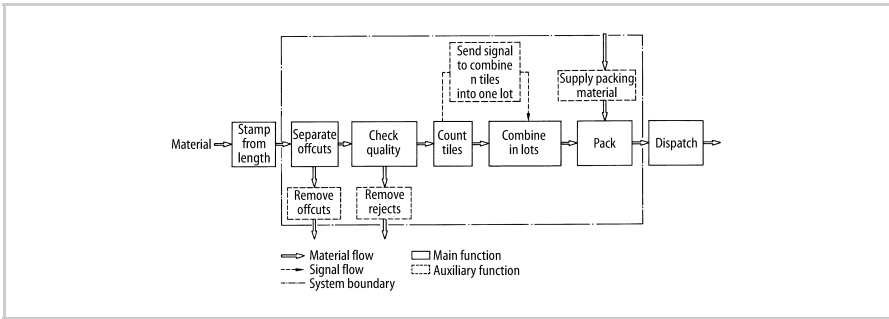 Send signal
to combine
n tiles
into one lot
Supply packing
material
Material
Stamp
from
length
Separate
offcuts
Check
quality
Count
tiles
Combine
in lots
Pack
Dispatch
Remove
offcuts
Remove
rejects
Material flow
Main function
Signal flow
Auxiliary function
System boundary